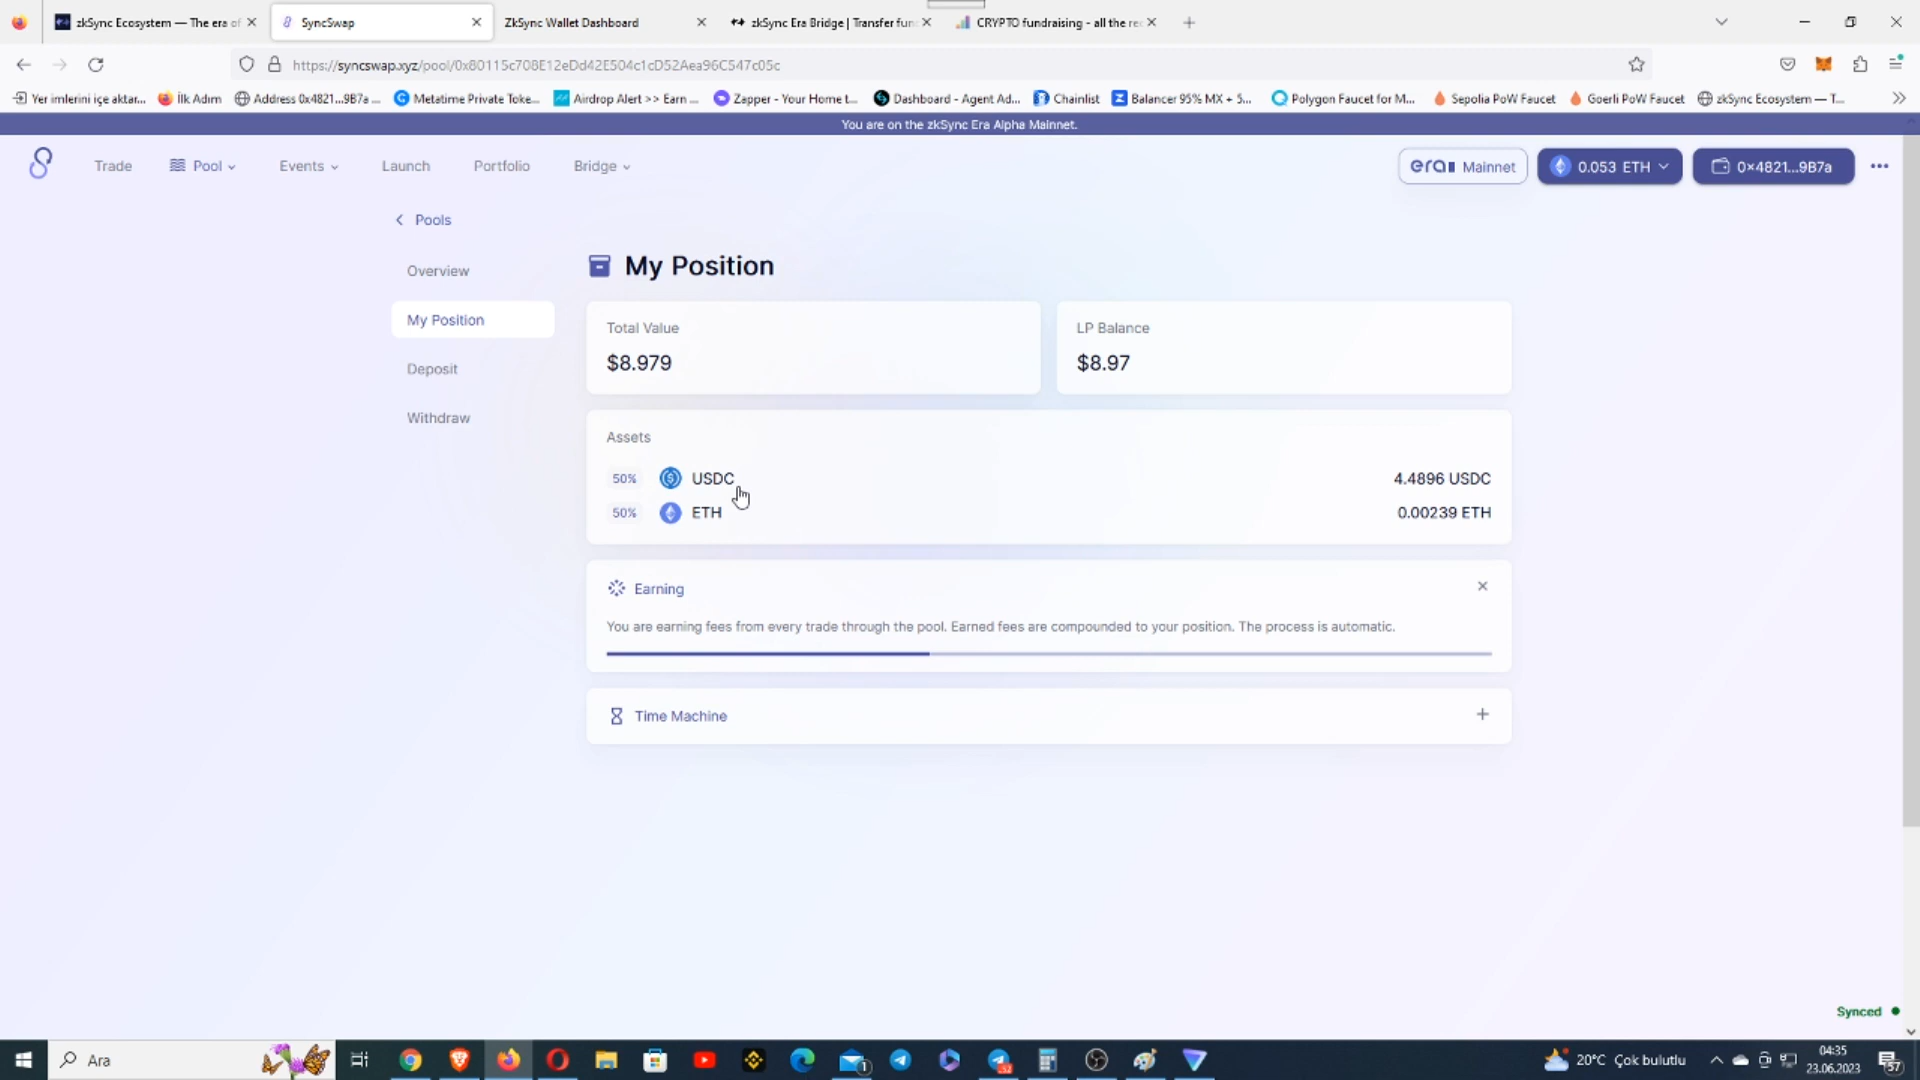 zkSync Ecosystem — The era of
SyncSwap
ZkSync Wallet Dashboard
zkSync Era Bridge | Transfer fun
CRYPTO fundraising - all the re
https://syncswap.xyz/pool/0x80115c708E12eDd42E504c1cD52Aea96C547c05c
Yer imlerini içe aktar...
İlk Adım
Address 0x4821...9B7a ...
Metatime Private Toke...
Airdrop Alert >> Earn ...
Zapper - Your Home t...
Dashboard - Agent Ad...
Chainlist
Balancer 95% MX + 5...
Polygon Faucet for M...
Sepolia PoW Faucet
Goerli PoW Faucet
zkSync Ecosystem — T...
You are on the zkSync Era Alpha Mainnet.
Trade
Pool
Events
Launch
Portfolio
Bridge
era Mainnet
0.053 ETH
0×4821...9B7a
Pools
Overview
My Position
Deposit
Withdraw
My Position
Total Value
$8.979
LP Balance
$8.97
Assets
50% USDC 4.4896 USDC
50% ETH 0.00239 ETH
Earning
You are earning fees from every trade through the pool. Earned fees are compounded to your position. The process is automatic.
Time Machine
Synced
Ara
1
20°C Çok bulutlu
04:35
23.06.2023
57